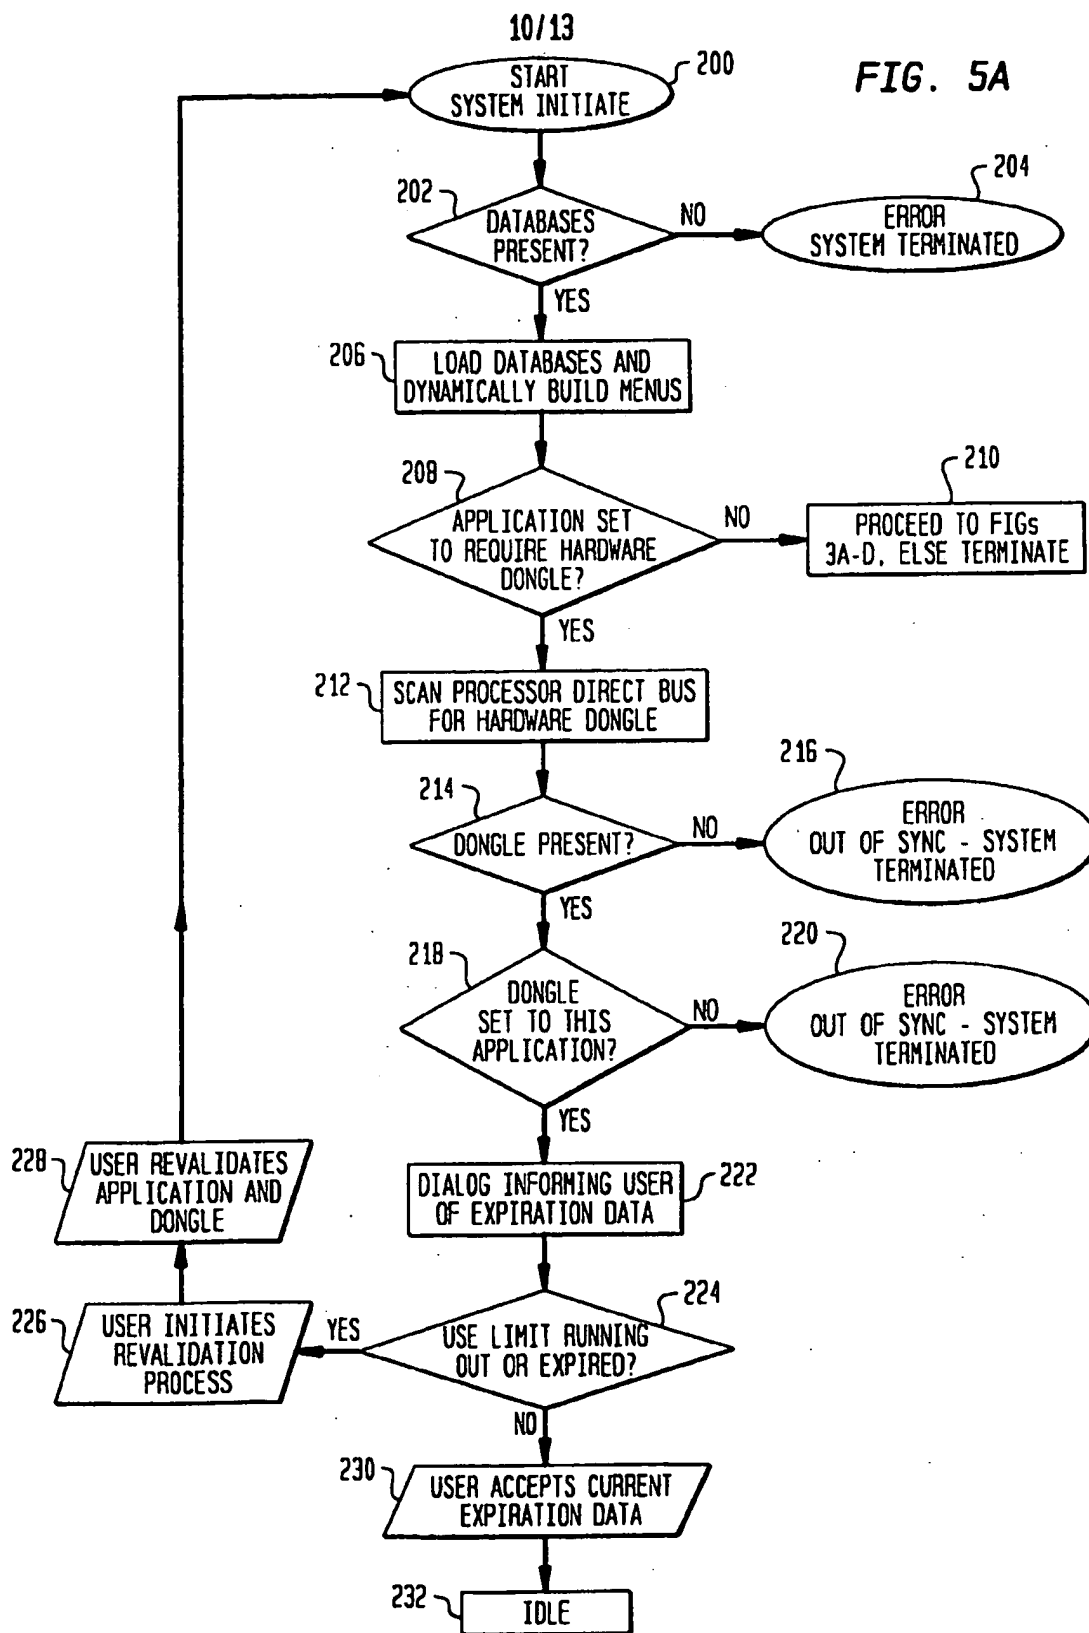 10/13
FIG. 5A
START
SYSTEM INITIATE
200
202
DATABASES
PRESENT?
NO
204
ERROR
SYSTEM TERMINATED
YES
206
LOAD DATABASES AND
DYNAMICALLY BUILD MENUS
208
APPLICATION SET
TO REQUIRE HARDWARE
DONGLE?
NO
210
PROCEED TO FIGs
3A-D, ELSE TERMINATE
YES
212
SCAN PROCESSOR DIRECT BUS
FOR HARDWARE DONGLE
214
DONGLE PRESENT?
NO
216
ERROR
OUT OF SYNC - SYSTEM
TERMINATED
YES
218
DONGLE
SET TO THIS
APPLICATION?
NO
220
ERROR
OUT OF SYNC - SYSTEM
TERMINATED
YES
DIALOG INFORMING USER
OF EXPIRATION DATA
222
228
USER REVALIDATES
APPLICATION AND
DONGLE
226
USER INITIATES
REVALIDATION
PROCESS
YES
USE LIMIT RUNNING
OUT OR EXPIRED?
224
NO
230
USER ACCEPTS CURRENT
EXPIRATION DATA
232
IDLE